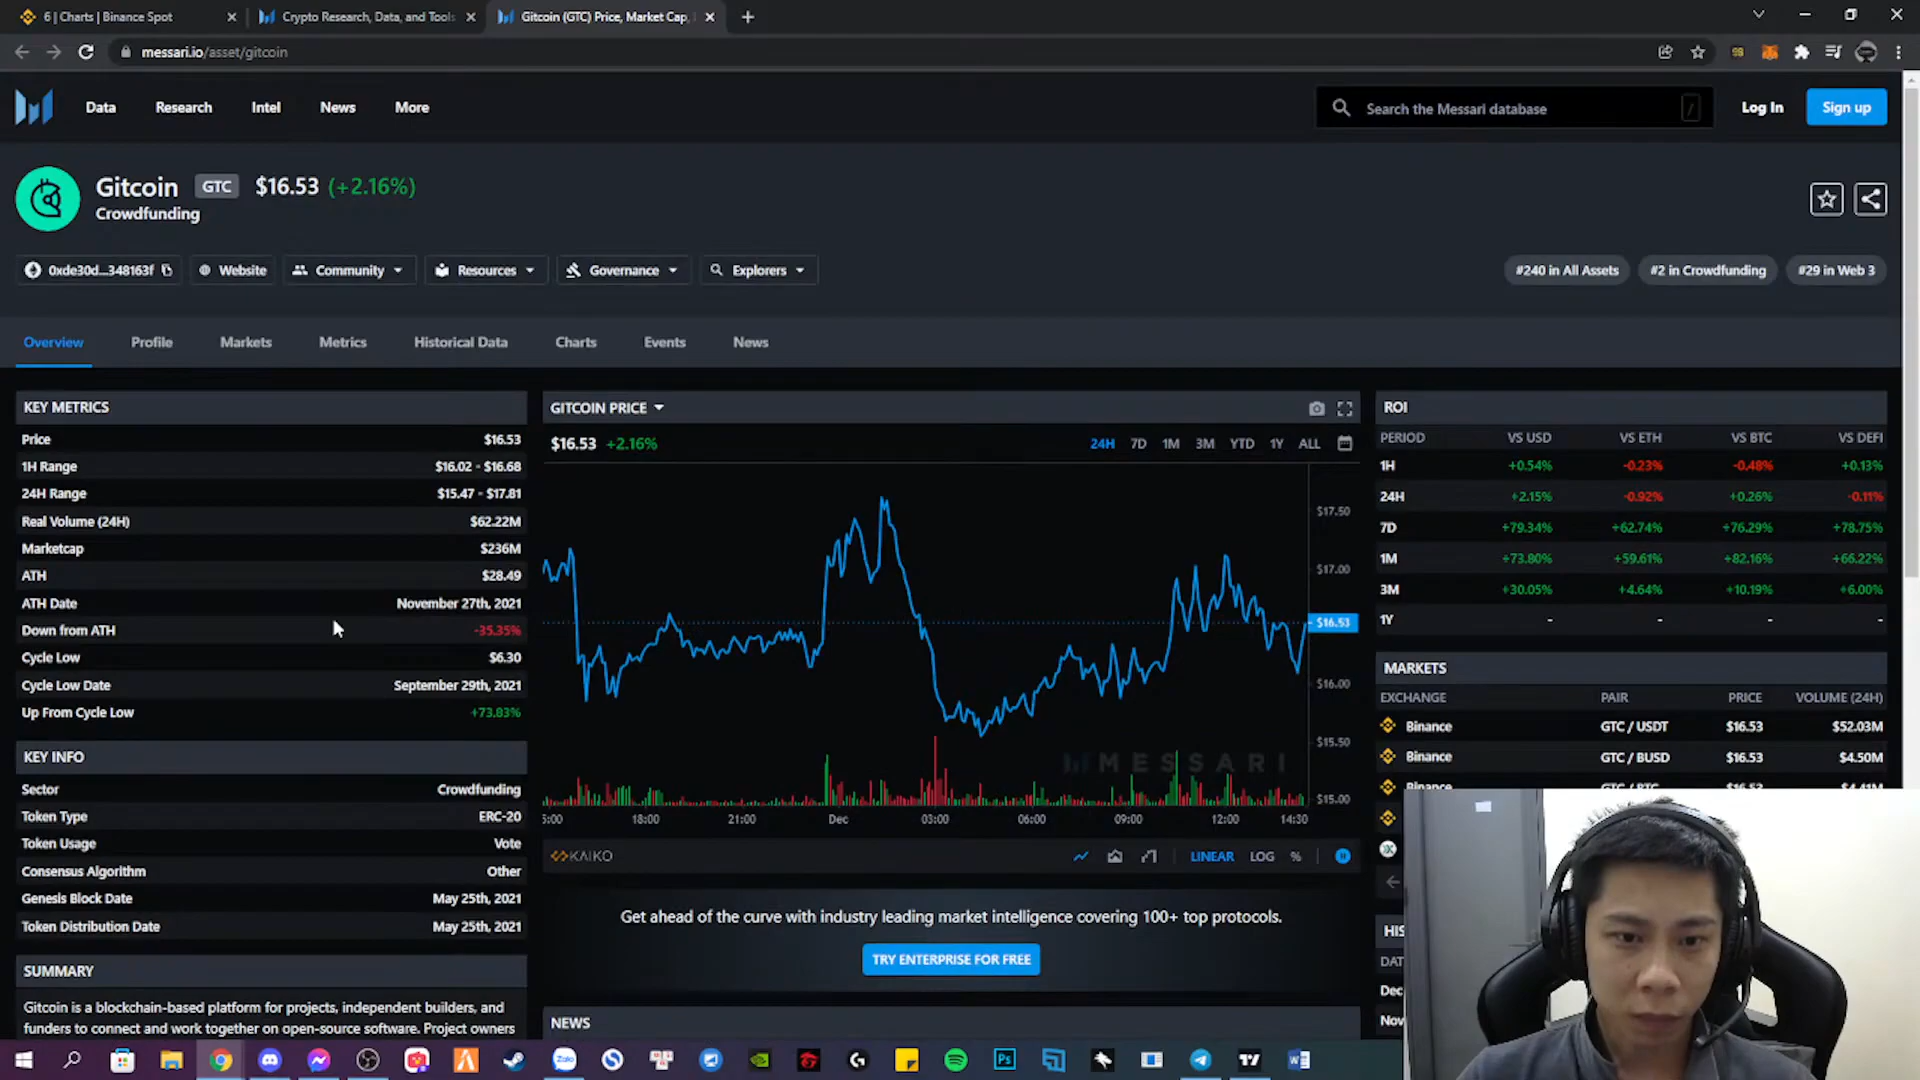 6 | Charts | Binance Spot
Crypto Research, Data, and Tools
Gitcoin (GTC) Price, Market Cap,
messari.io/asset/gitcoin
Data
Research
Intel
News
More
Search the Messari database
/
Log In
Sign up
Gitcoin GTC $16.53 (+2.16%)
Crowdfunding
0xde30d...348163f
Website
Community
Resources
Governance
Explorers
#240 in All Assets
#2 in Crowdfunding
#29 in Web 3
Overview
Profile
Markets
Metrics
Historical Data
Charts
Events
News
KEY METRICS
Price $16.53
1H Range $16.02 - $16.68
24H Range $15.47 - $17.81
Real Volume (24H) $62.22M
Marketcap $236M
ATH $28.49
ATH Date November 27th, 2021
Down from ATH -35.35%
Cycle Low $6.30
Cycle Low Date September 29th, 2021
Up From Cycle Low +73.83%
KEY INFO
Sector Crowdfunding
Token Type ERC-20
Token Usage Vote
Consensus Algorithm Other
Genesis Block Date May 25th, 2021
Token Distribution Date May 25th, 2021
SUMMARY
Gitcoin is a blockchain-based platform for projects, independent builders, and
funders to connect and work together on open-source software. Project owners
GITCOIN PRICE
$16.53 +2.16%
24H 7D 1M 3M YTD 1Y ALL
$17.50
$17.00
$16.53
$16.00
$15.50
MESSARI
$15.00
5:00 18:00 21:00 Dec 03:00 06:00 09:00 12:00 14:30
KAIKO
LINEAR LOG %
Get ahead of the curve with industry leading market intelligence covering 100+ top protocols.
TRY ENTERPRISE FOR FREE
NEWS
ROI
PERIOD VS USD VS ETH VS BTC VS DEFI
1H +0.54% -0.23% -0.48% +0.13%
24H +2.15% -0.92% +0.26% -0.11%
7D +79.34% +62.74% +76.29% +78.75%
1M +73.80% +59.61% +82.16% +66.22%
3M +30.05% +4.64% +10.19% +6.00%
1Y - - - -
MARKETS
EXCHANGE PAIR PRICE VOLUME (24H)
Binance GTC / USDT $16.53 $52.03M
Binance GTC / BUSD $16.53 $4.50M
Binance GTC / BTC $16.53
HIS
DAT
Dec
Nov